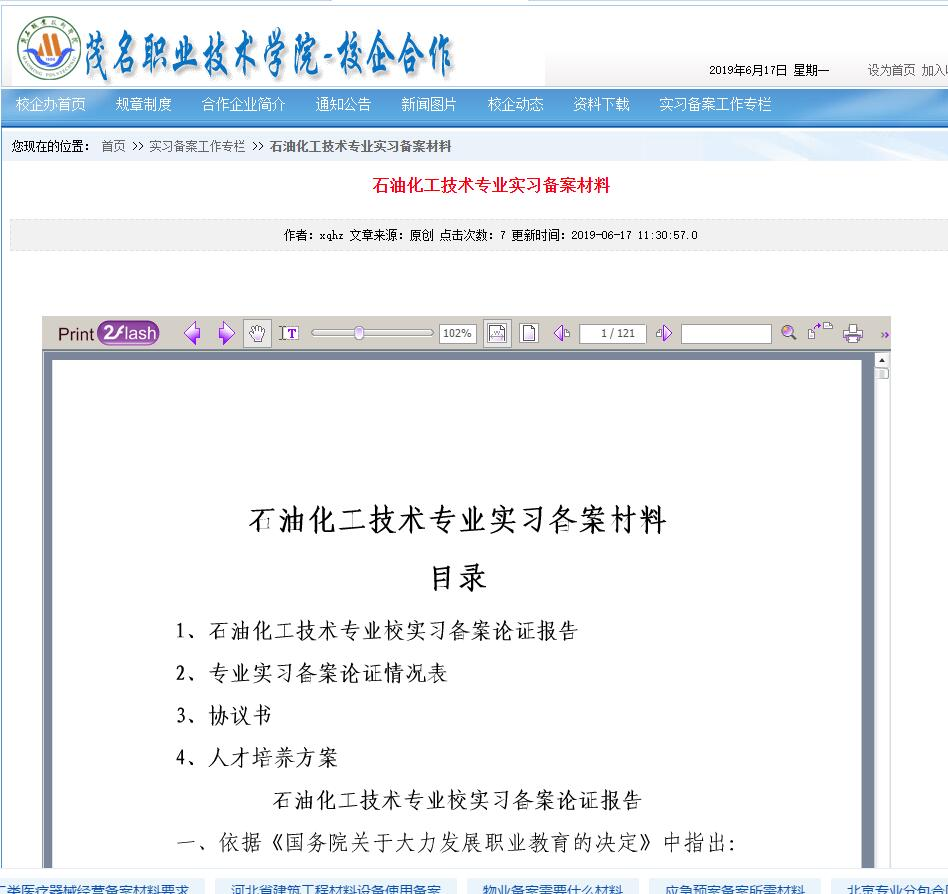 茂名职业技术学院-校企合作
2019年6月17日 星期一 设为首页 加入
校企办首页 规章制度 合作企业简介 通知公告 新闻图片 校企动态 资料下载 实习备案工作专栏
您现在的位置： 首页 >> 实习备案工作专栏 >> 石油化工技术专业实习备案材料
石油化工技术专业实习备案材料
作者：xqhz 文章来源：原创 点击次数：7 更新时间：2019-06-17 11:30:57.0
Print 2Flash 102% 1 / 121
石油化工技术专业实习备案材料
目录
1、石油化工技术专业校实习备案论证报告
2、专业实习备案论证情况表
3、协议书
4、人才培养方案
石油化工技术专业校实习备案论证报告
一、依据《国务院关于大力发展职业教育的决定》中指出：
类医疗器械经营备案材料要求 河北省建筑工程材料设备使用备案 物业备案需要什么材料 应急预案备案所需材料 北京专业分包合